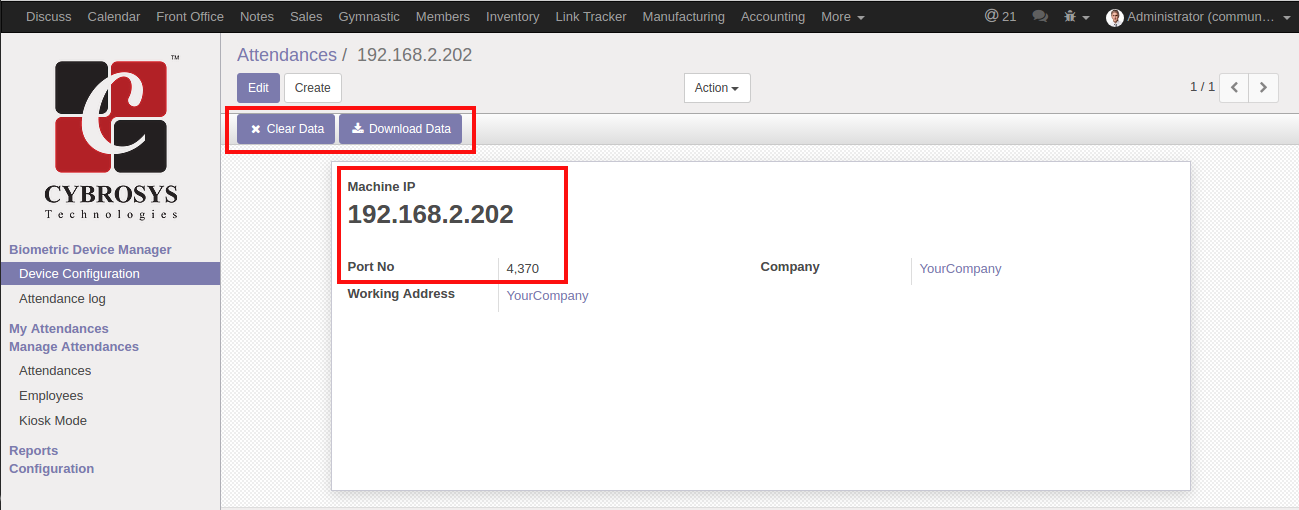 Discuss Calendar Front Office Notes Sales Gymnastic Members Inventory Link Tracker Manufacturing Accounting More @ 21 Administrator (commun…
CYBROSYS™
Technologies
Biometric Device Manager
Device Configuration
Attendance log
My Attendances
Manage Attendances
Attendances
Employees
Kiosk Mode
Reports
Configuration
Attendances / 192.168.2.202
Edit Create Action 1 / 1
Clear Data Download Data
Machine IP
192.168.2.202
Port No 4,370 Company YourCompany
Working Address YourCompany